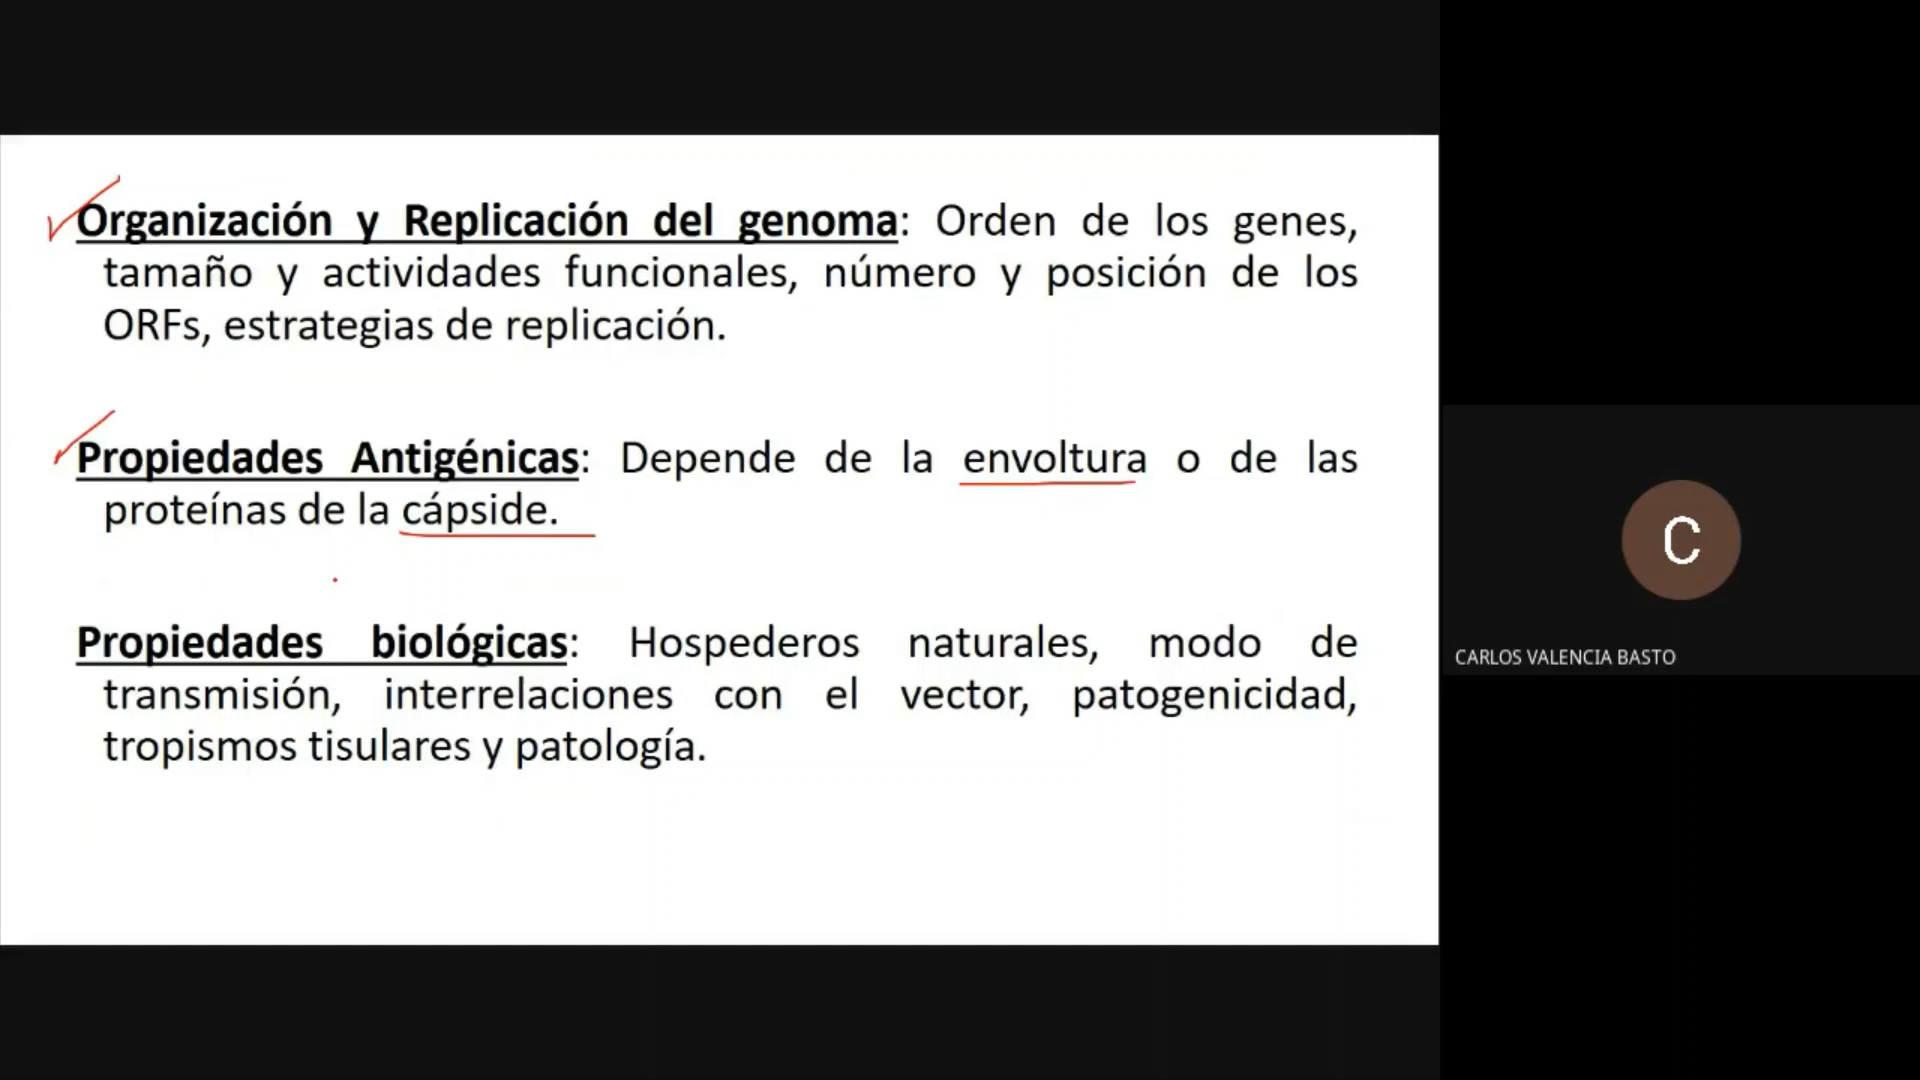 Organización y Replicación del genoma: Orden de los genes,
tamaño y actividades funcionales, número y posición de los
ORFs, estrategias de replicación.
Propiedades Antigénicas: Depende de la envoltura o de las
proteínas de la cápside.
Propiedades biológicas: Hospederos naturales, modo de
transmisión, interrelaciones con el vector, patogenicidad,
tropismos tisulares y patología.
C
CARLOS VALENCIA BASTO